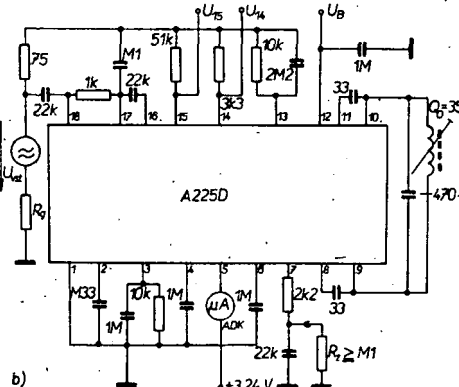 U15
U14
UB
75
M1
51k
3k3
10k
2M2
1M
22k
1k
22k
33
Q0=35
18
17
16
15
14
13
12
11
10
Uvst
Rg
A225D
470
1
2
3
4
5
6
7
8
9
M33
1M
10k
1M
µA
ADK
1M
2k2
33
22k
Rz ≥ M1
b)
+3,24 V